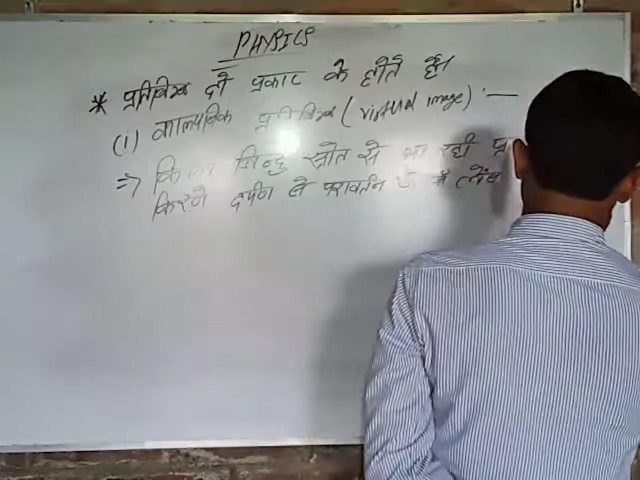 PHYSICS
* प्रतिबिम्ब दो प्रकार के होते हैं।
(1) काल्पनिक प्रतिबिम्ब (virtual image) :—
⇒ बिन्दु स्रोत से आ रही
किरणे दर्पण से परावर्तन